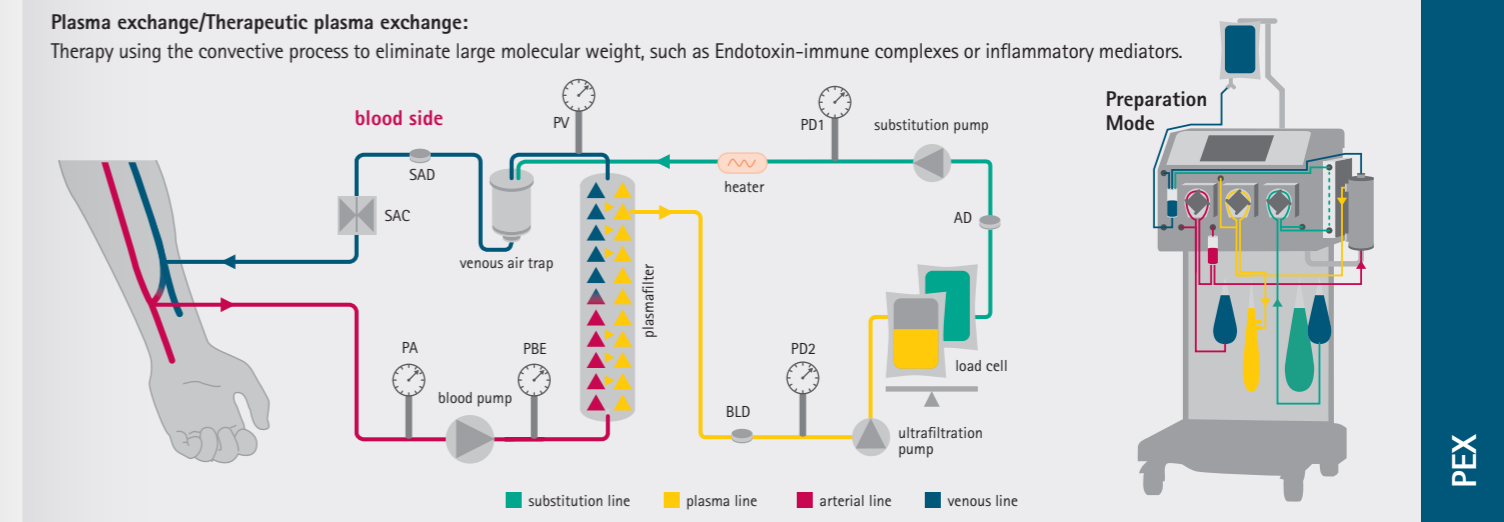 Plasma exchange/Therapeutic plasma exchange:
Therapy using the convective process to eliminate large molecular weight, such as Endotoxin-immune complexes or inflammatory mediators.
blood side
PV
PD1
substitution pump
Preparation
Mode
SAD
heater
SAC
AD
venous air trap
plasmafilter
PA
PBE
PD2
load cell
blood pump
BLD
ultrafiltration
pump
substitution line
plasma line
arterial line
venous line
PEX